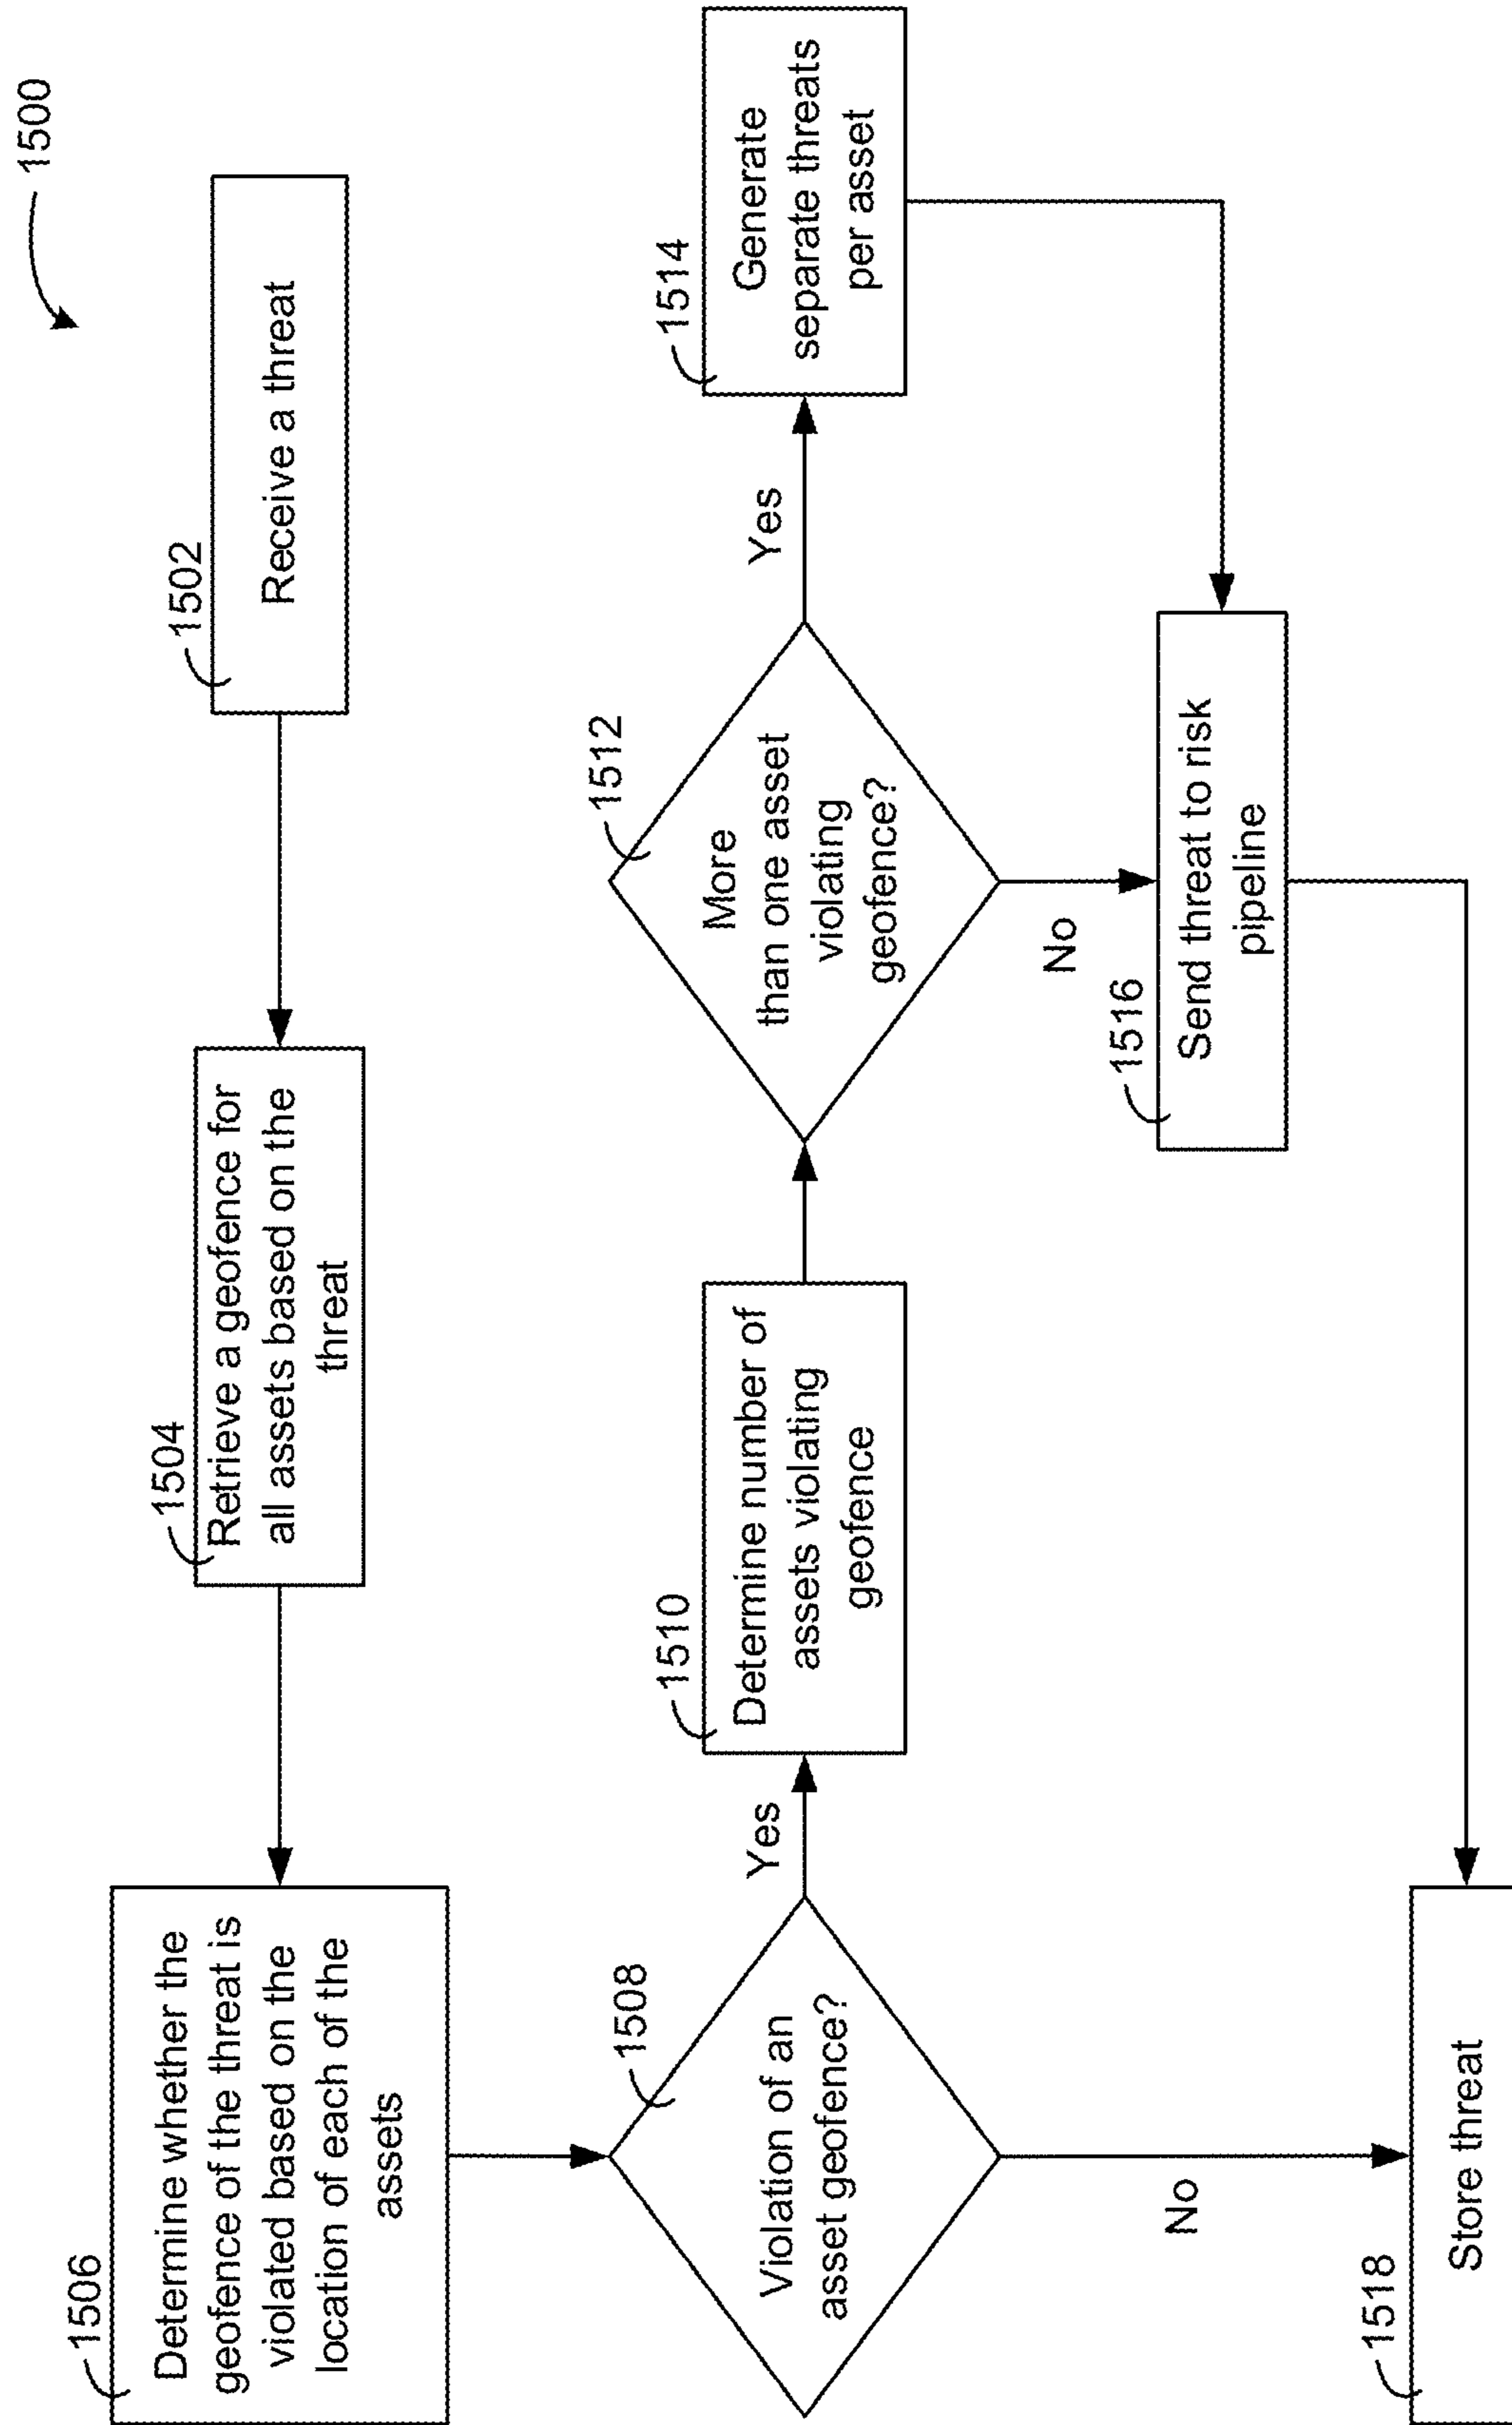 1500
1502
Receive a threat
1504
Retrieve a geofence for
all assets based on the
threat
1506
Determine whether the
geofence of the threat is
violated based on the
location of each of the
assets
1508
Violation of an
asset geofence?
Yes
No
1510
Determine number of
assets violating
geofence
1512
More
than one asset
violating
geofence?
Yes
No
1514
Generate
separate threats
per asset
1516
Send threat to risk
pipeline
1518
Store threat